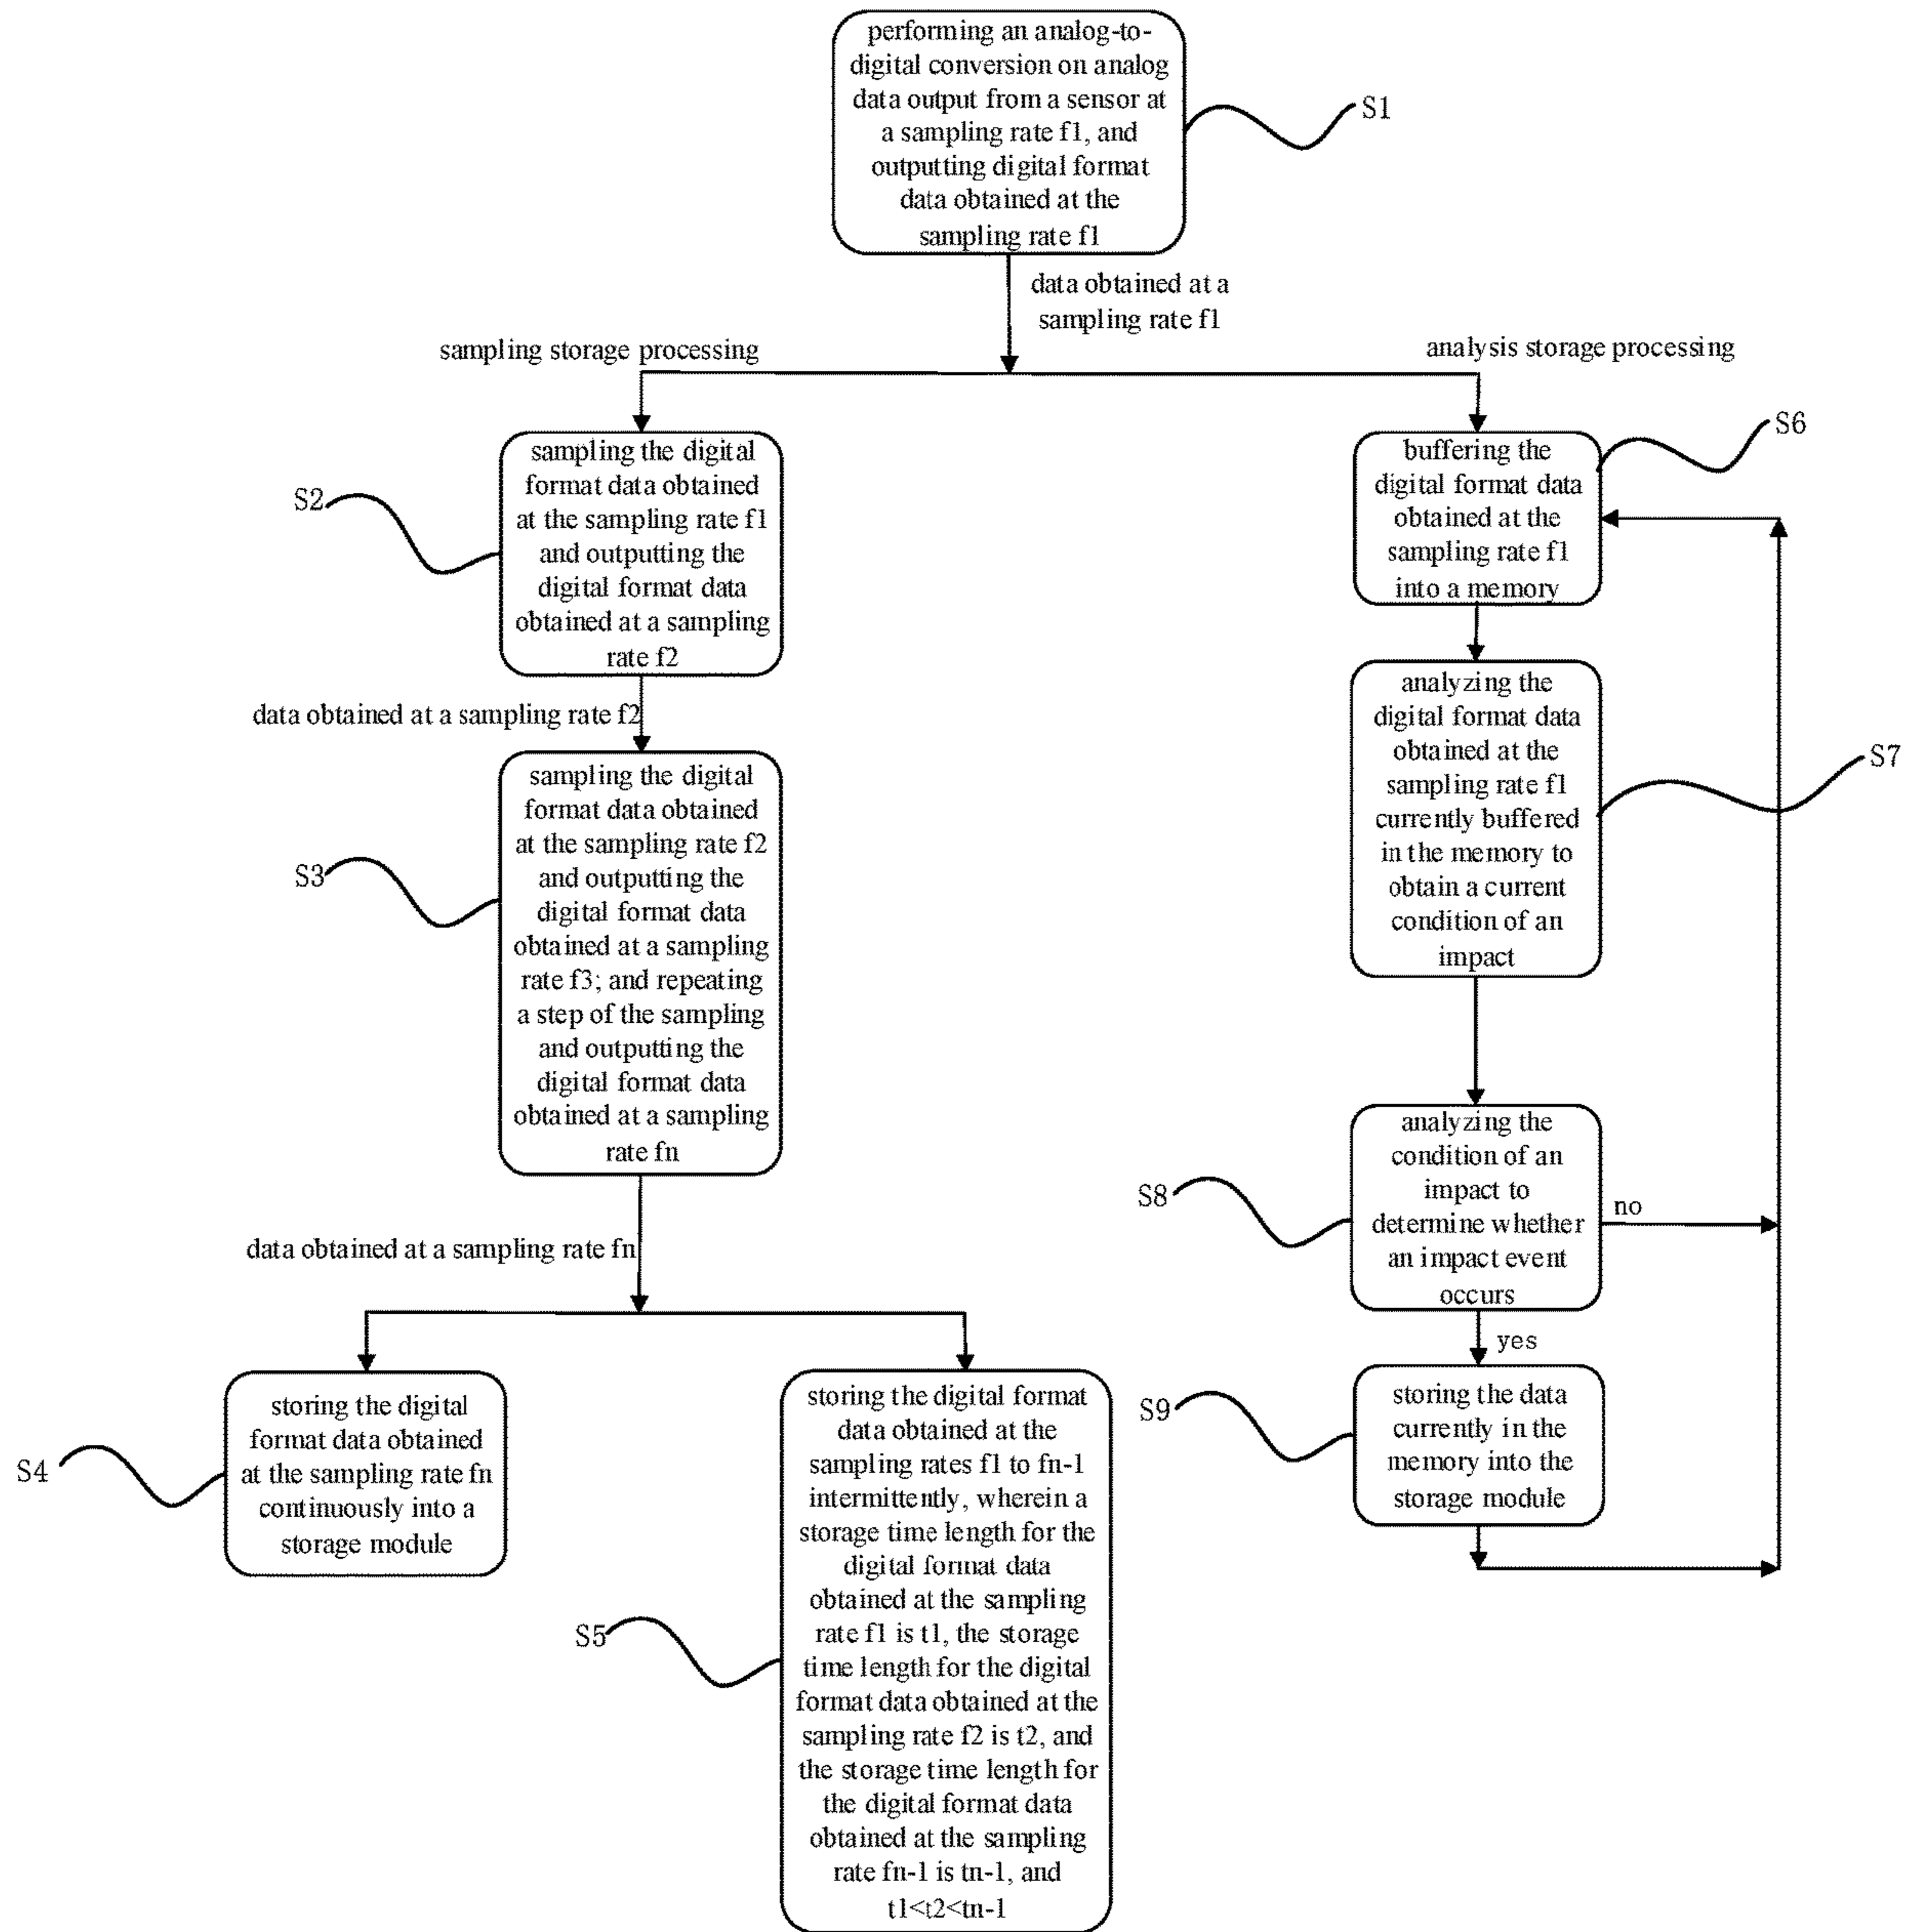 performing an analog-to-
digital conversion on analog
data output from a sensor at
a sampling rate f1, and
outputting digital format
data obtained at the
sampling rate f1
S1
data obtained at a
sampling rate f1
sampling storage processing
analysis storage processing
sampling the digital
format data obtained
at the sampling rate f1
and outputting the
digital format data
obtained at a sampling
rate f2
S2
data obtained at a sampling rate f2
sampling the digital
format data obtained
at the sampling rate f2
and outputting the
digital format data
obtained at a sampling
rate f3; and repeating
a step of the sampling
and outputting the
digital format data
obtained at a sampling
rate fn
S3
data obtained at a sampling rate fn
storing the digital
format data obtained
at the sampling rate fn
continuously into a
storage module
S4
storing the digital format
data obtained at the
sampling rates f1 to fn-1
intermittently, wherein a
storage time length for the
digital format data
obtained at the sampling
rate f1 is t1, the storage
time length for the digital
format data obtained at the
sampling rate f2 is t2, and
the storage time length for
the digital format data
obtained at the sampling
rate fn-1 is tn-1, and
t1<t2<tn-1
S5
buffering the
digital format data
obtained at the
sampling rate f1
into a memory
S6
analyzing the
digital format data
obtained at the
sampling rate f1
currently buffered
in the memory to
obtain a current
condition of an
impact
S7
analyzing the
condition of an
impact to
determine whether
an impact event
occurs
S8
no
yes
storing the data
currently in the
memory into the
storage module
S9